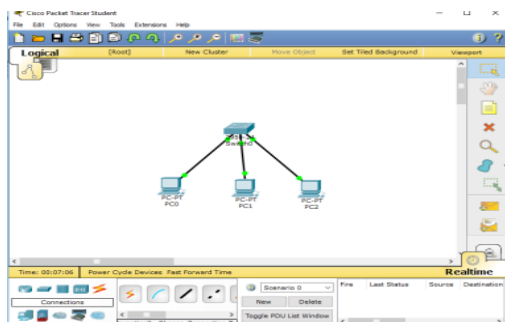 Cisco Packet Tracer Student
File Edit Options View Tools Extensions Help
Logical [Root] New Cluster Move Object Set Tiled Background Viewport
Switch0
PC-PT PC-PT PC-PT
PC0 PC1 PC2
Time: 00:07:06 Power Cycle Devices Fast Forward Time Realtime
Scenario 0 Fire Last Status Source Destination
Connections New Delete
Toggle PDU List Window